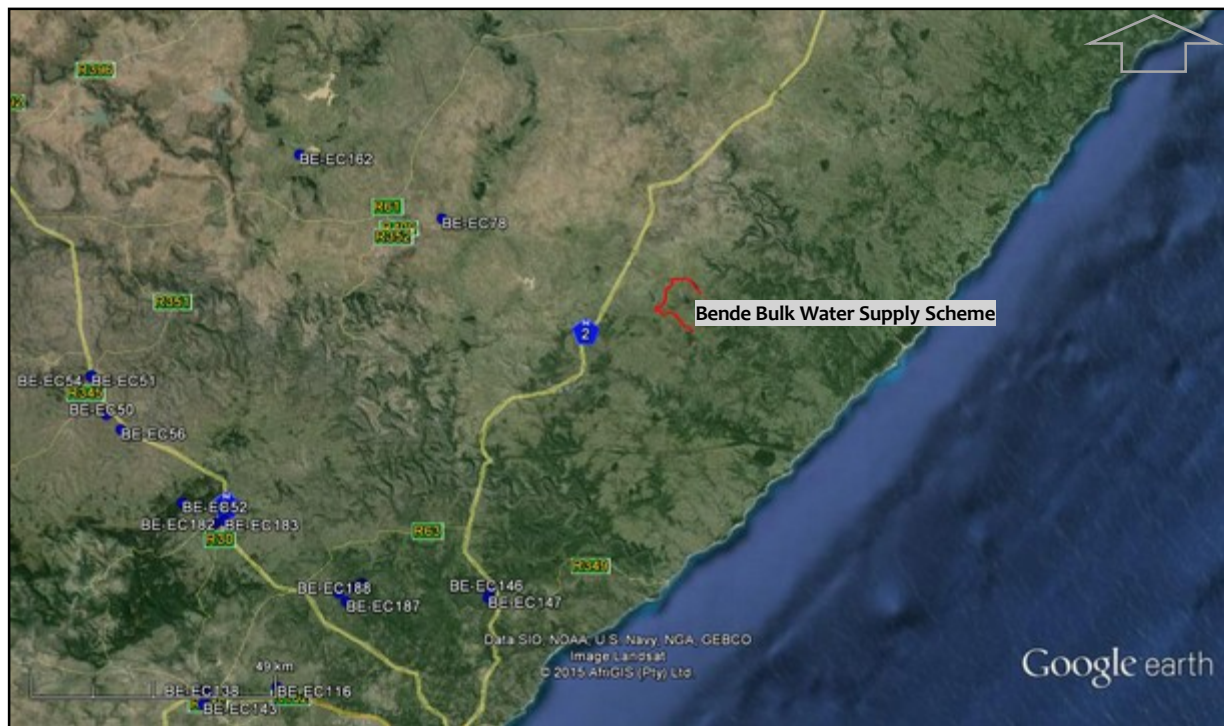 R396
BE-EC162
R61
BE-EC78
R352
R351
Bende Bulk Water Supply Scheme
N
2
BE-EC54
BE-EC51
R345
BE-EC50
BE-EC56
BE-EC52
BE-EC182
BE-EC183
R63
R349
BE-EC188
BE-EC146
BE-EC187
BE-EC147
Data SIO, NOAA, U.S. Navy, NGA, GEBCO
Image Landsat
© 2015 AfriGIS (Pty) Ltd.
49 km
Google earth
BE-EC138
BE-EC116
BE-EC143